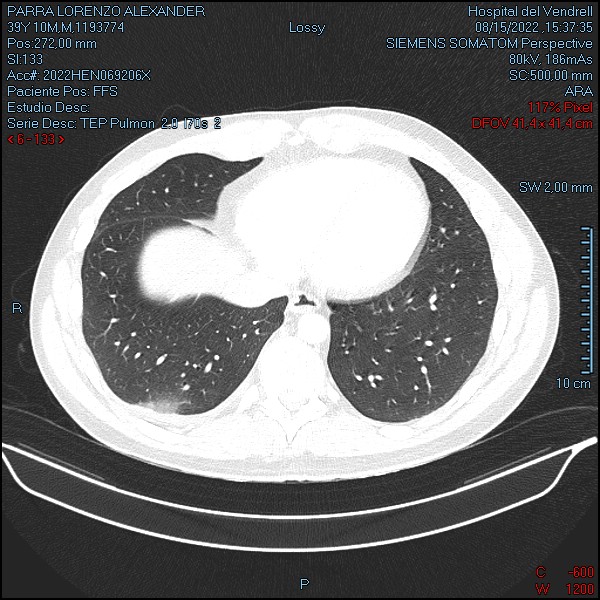 PARRA LORENZO ALEXANDER
39Y 10M,M,1193774
Pos:272,00 mm
SI:133
Acc#: 2022HEN069206X
Paciente Pos: FFS
Estudio Desc:
Serie Desc: TEP Pulmon 2.0 I70s 2
< 6 - 133 >
Lossy
Hospital del Vendrell
08/15/2022 ,15:37:35
SIEMENS SOMATOM Perspective
80kV, 186mAs
SC:500,00 mm
ARA
117% Pixel
DFOV 41,4 x 41,4 cm
SW 2,00 mm
R
10 cm
P
C -600
W 1200